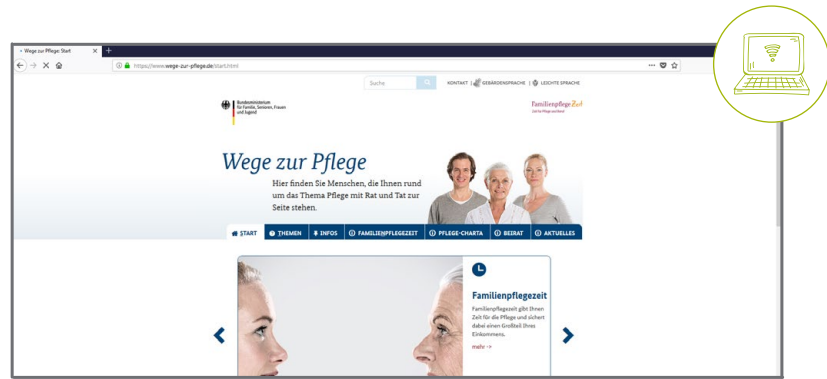 Wege zur Pflege: Start
https://www.wege-zur-pflege.de/start.html
Suche
KONTAKT | GEBÄRDENSPRACHE | LEICHTE SPRACHE
Bundesministerium
für Familie, Senioren, Frauen
und Jugend
Familienpflege Zeit
Wege zur Pflege
Hier finden Sie Menschen, die Ihnen rund
um das Thema Pflege mit Rat und Tat zur
Seite stehen.
START THEMEN INFOS FAMILIENPFLEGEZEIT PFLEGE-CHARTA BEIRAT AKTUELLES
Familienpflegezeit
Familienpflegezeit gibt Ihnen
Zeit für die Pflege und sichert
dabei einen Großteil Ihres
Einkommens.
mehr